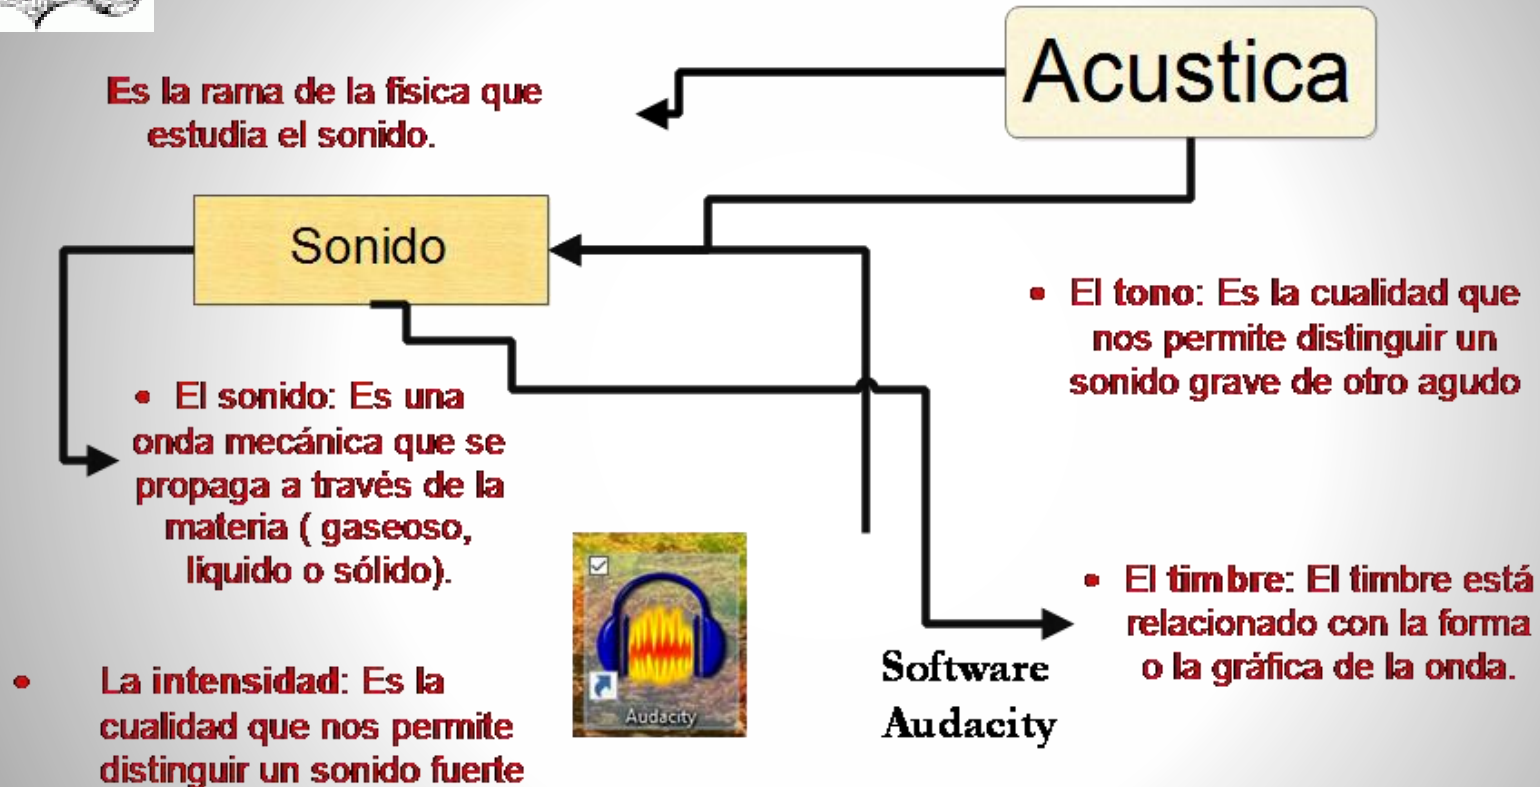 Acustica
Es la rama de la fisica que
estudia el sonido.
Sonido
• El tono: Es la cualidad que
nos permite distinguir un
sonido grave de otro agudo
• El sonido: Es una
onda mecánica que se
propaga a través de la
materia ( gaseoso,
liquido o sólido).
• El timbre: El timbre está
relacionado con la forma
o la gráfica de la onda.
Audacity
Software
Audacity
• La intensidad: Es la
cualidad que nos permite
distinguir un sonido fuerte